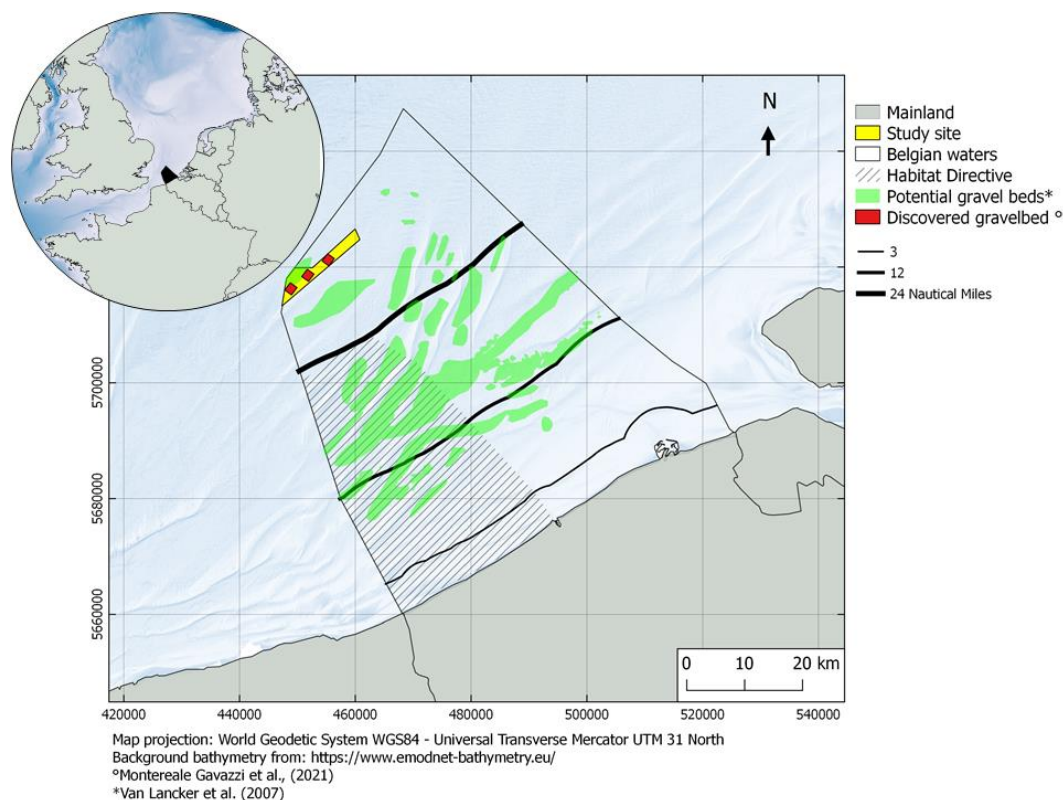 N
Mainland
Study site
Belgian waters
Habitat Directive
Potential gravel beds*
Discovered gravelbed °
3
12
24 Nautical Miles
5700000
5680000
5660000
0 10 20 km
420000 440000 460000 480000 500000 520000 540000
Map projection: World Geodetic System WGS84 - Universal Transverse Mercator UTM 31 North
Background bathymetry from: https://www.emodnet-bathymetry.eu/
°Montereale Gavazzi et al., (2021)
*Van Lancker et al. (2007)